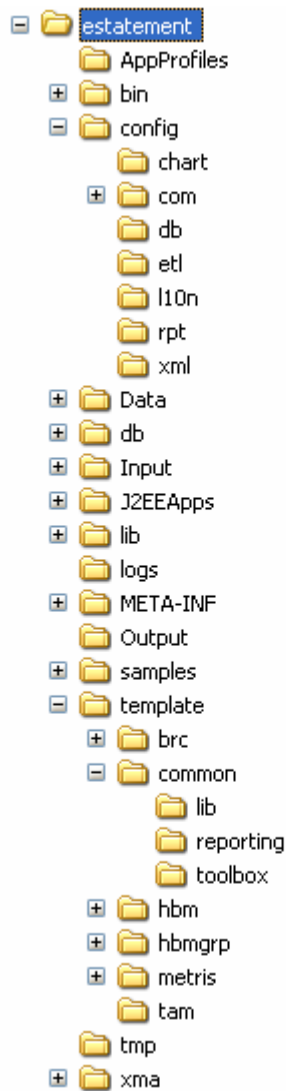 estatement
AppProfiles
bin
config
chart
com
db
etl
l10n
rpt
xml
Data
db
Input
J2EEApps
lib
logs
META-INF
Output
samples
template
brc
common
lib
reporting
toolbox
hbm
hbmgrp
metris
tam
tmp
xma